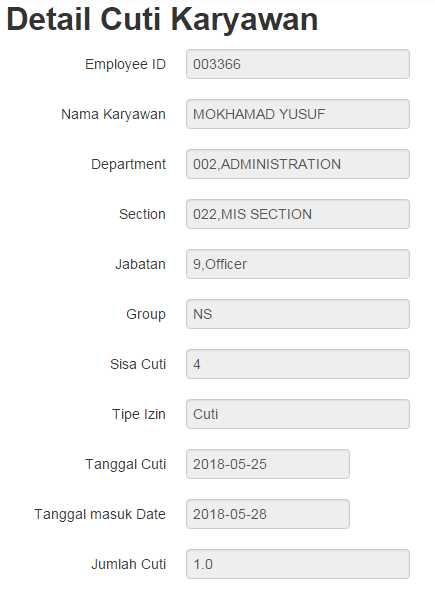 Detail Cuti Karyawan
Employee ID 003366
Nama Karyawan MOKHAMAD YUSUF
Department 002,ADMINISTRATION
Section 022,MIS SECTION
Jabatan 9,Officer
Group NS
Sisa Cuti 4
Tipe Izin Cuti
Tanggal Cuti 2018-05-25
Tanggal masuk Date 2018-05-28
Jumlah Cuti 1.0